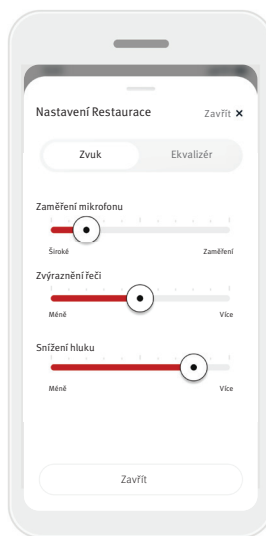 Nastavení Restaurace Zavřít ×
Zvuk Ekvalizér
Zaměření mikrofonu
Široké Zaměření
Zvýraznění řeči
Méně Více
Snížení hluku
Méně Více
Zavřít